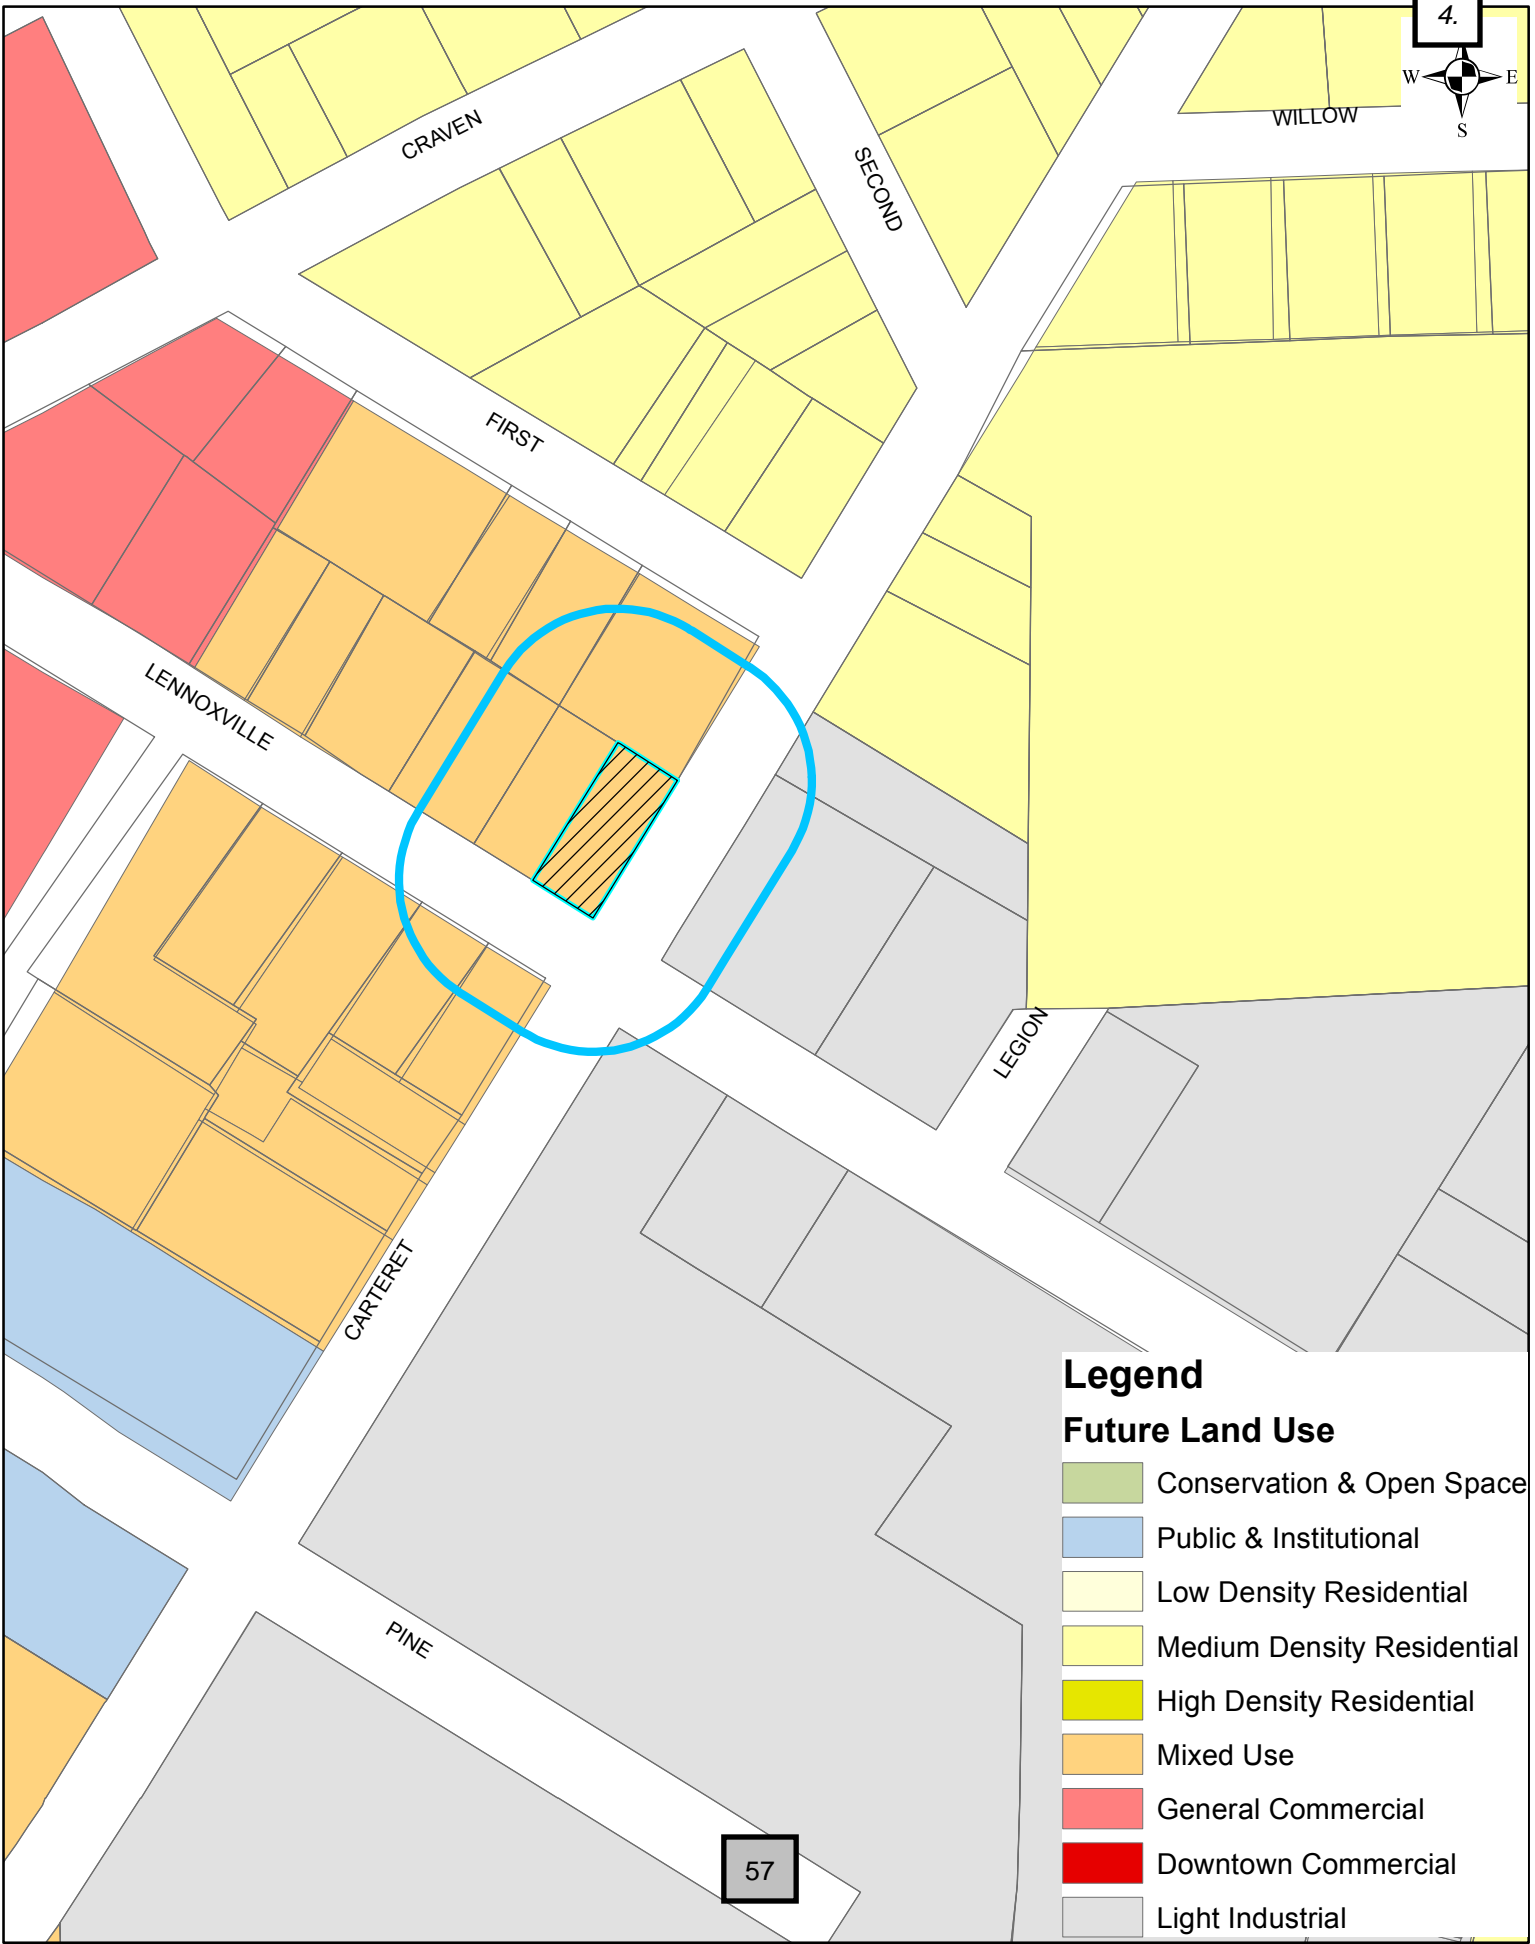 4.
W
E
S
WILLOW
CRAVEN
SECOND
FIRST
LENNOXVILLE
LEGION
CARTERET
PINE
Legend
Future Land Use
Conservation & Open Space
Public & Institutional
Low Density Residential
Medium Density Residential
High Density Residential
Mixed Use
General Commercial
Downtown Commercial
Light Industrial
57